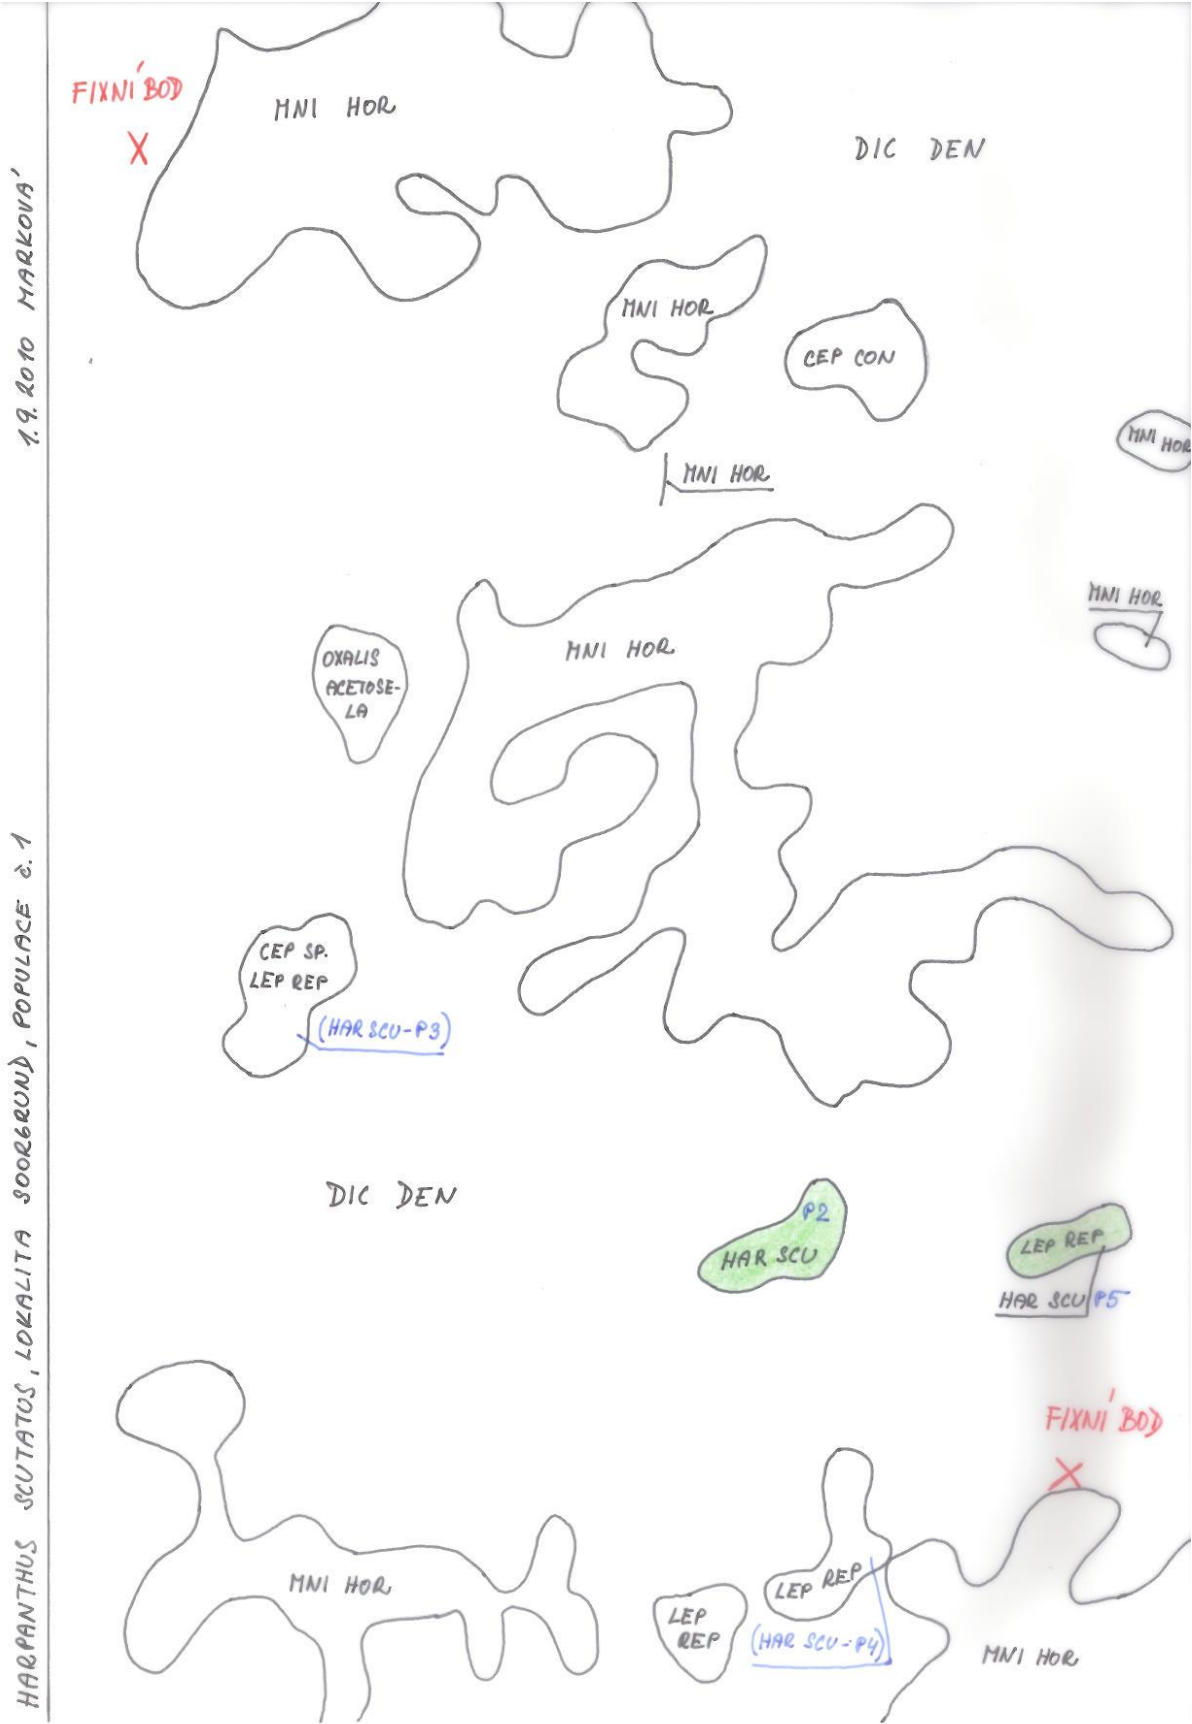 HARPANTHUS SCUTATUS, LOKALITA SOORGRUND, POPULACE č. 1
1.9.2010 MARKOVÁ
FIXNÍ BOD
X
MNI HOR
DIC DEN
MNI HOR
CEP CON
MNI HOR
MNI HOR
MNI HOR
MNI HOR
OXALIS
ACETOSE-
LA
CEP SP.
LEP REP
(HAR SCU-P3)
DIC DEN
P2
HAR SCU
LEP REP
HAR SCU P5
FIXNÍ BOD
X
MNI HOR
LEP REP
LEP
REP
(HAR SCU-P4)
MNI HOR